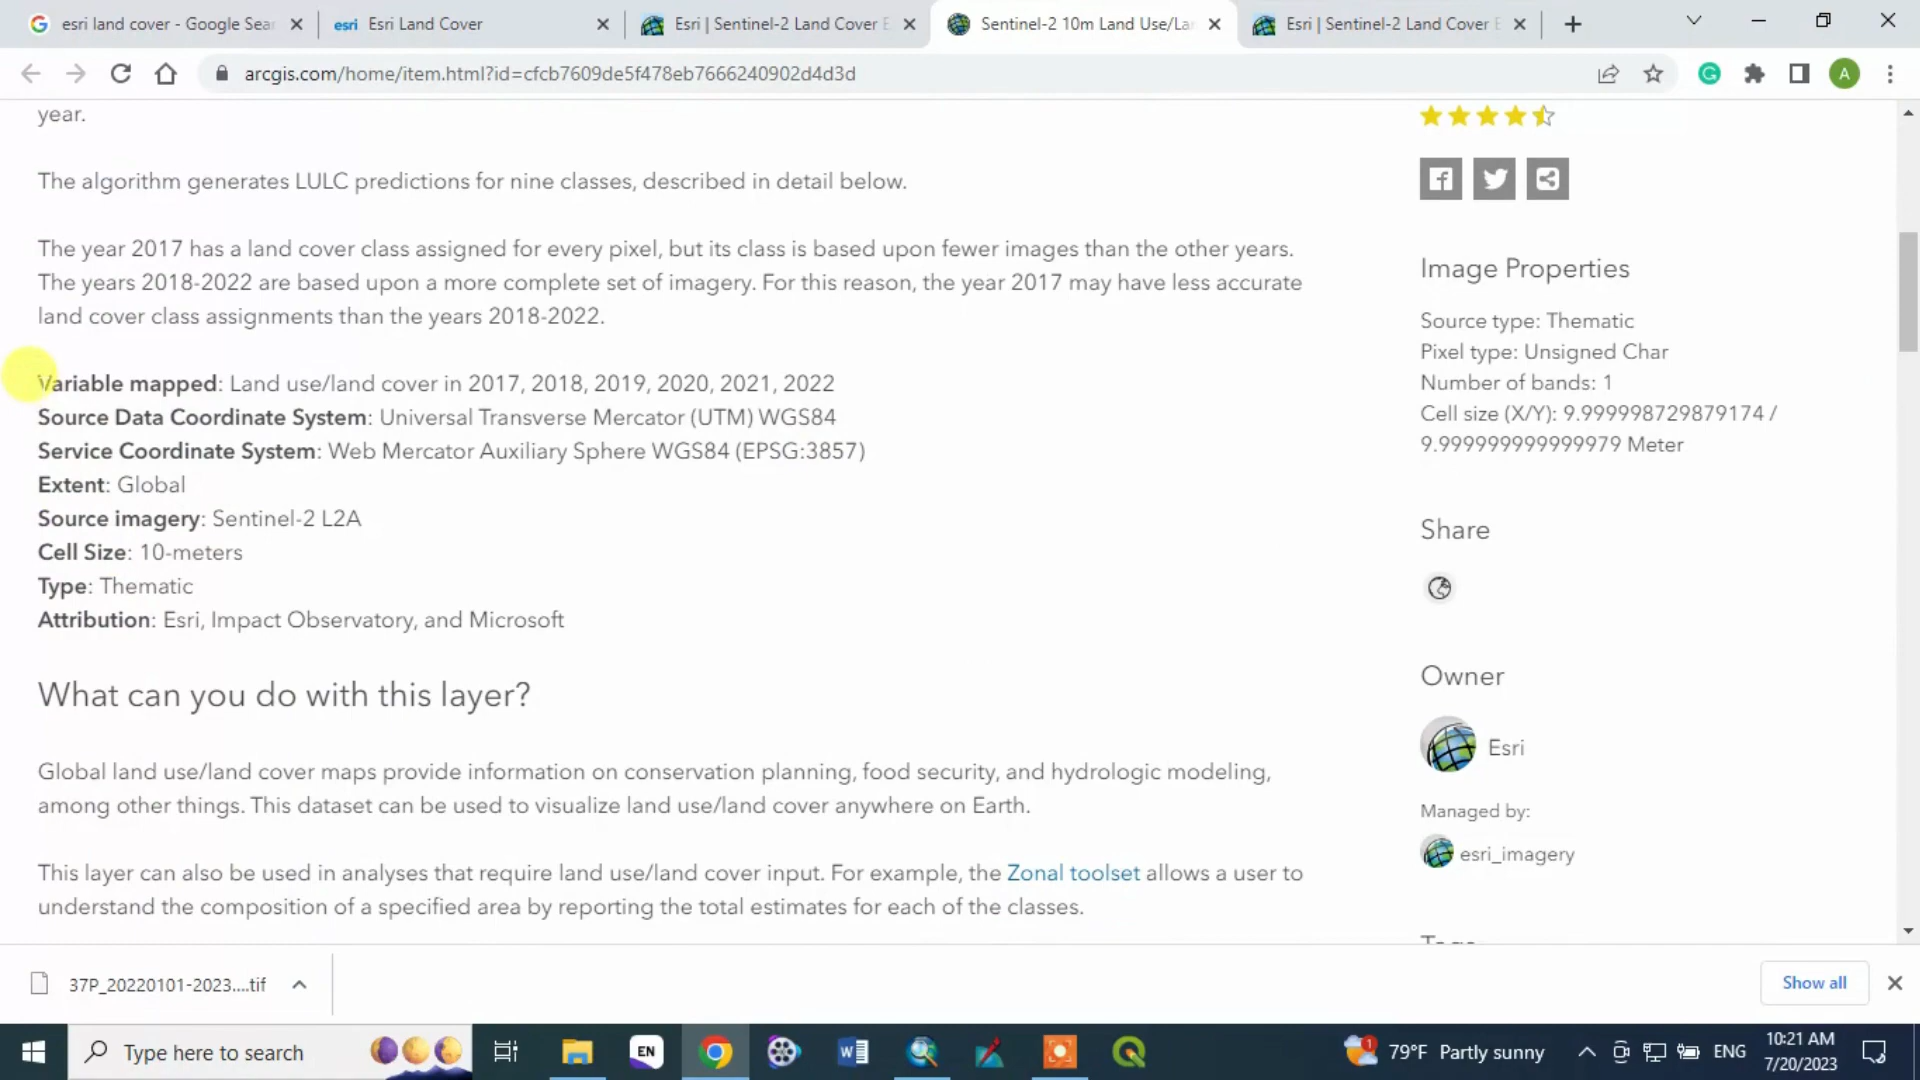 esri land cover - Google Sea
esri Esri Land Cover
Esri | Sentinel-2 Land Cover E
Sentinel-2 10m Land Use/La
Esri | Sentinel-2 Land Cover E
arcgis.com/home/item.html?id=cfcb7609de5f478eb7666240902d4d3d
A
year.
The algorithm generates LULC predictions for nine classes, described in detail below.
The year 2017 has a land cover class assigned for every pixel, but its class is based upon fewer images than the other years.
The years 2018-2022 are based upon a more complete set of imagery. For this reason, the year 2017 may have less accurate
land cover class assignments than the years 2018-2022.
Variable mapped: Land use/land cover in 2017, 2018, 2019, 2020, 2021, 2022
Source Data Coordinate System: Universal Transverse Mercator (UTM) WGS84
Service Coordinate System: Web Mercator Auxiliary Sphere WGS84 (EPSG:3857)
Extent: Global
Source imagery: Sentinel-2 L2A
Cell Size: 10-meters
Type: Thematic
Attribution: Esri, Impact Observatory, and Microsoft
What can you do with this layer?
Global land use/land cover maps provide information on conservation planning, food security, and hydrologic modeling,
among other things. This dataset can be used to visualize land use/land cover anywhere on Earth.
This layer can also be used in analyses that require land use/land cover input. For example, the Zonal toolset allows a user to
understand the composition of a specified area by reporting the total estimates for each of the classes.
Image Properties
Source type: Thematic
Pixel type: Unsigned Char
Number of bands: 1
Cell size (X/Y): 9.999998729879174 /
9.999999999999979 Meter
Share
Owner
Esri
Managed by:
esri_imagery
Tags
37P_20220101-2023....tif
Show all
Type here to search
EN
1
79°F Partly sunny
ENG
10:21 AM
7/20/2023